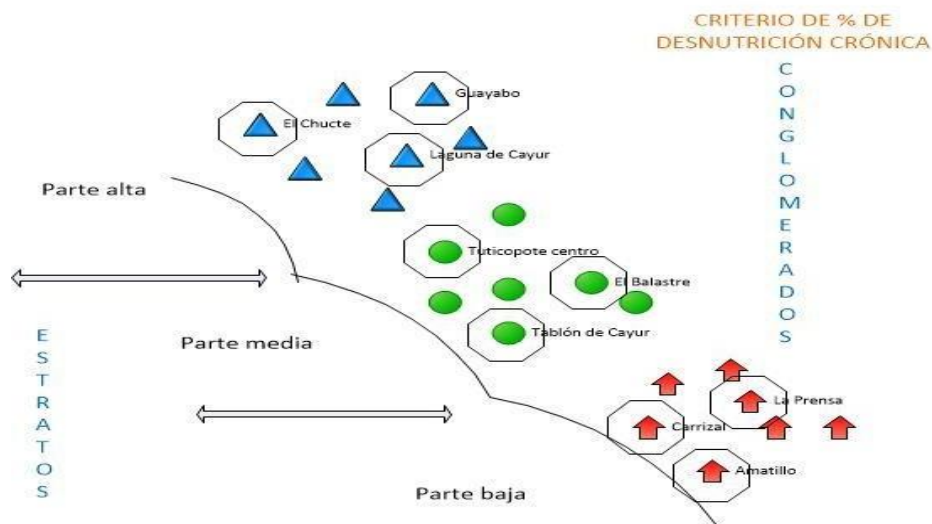 CRITERIO DE % DE
DESNUTRICIÓN CRÓNICA
CONGLOMERADOS
Guayabo
El Chucte
Laguna de Cayur
Parte alta
Tuticopote centro
El Balastre
Tablón de Cayur
ESTRATOS
Parte media
La Prensa
Carrizal
Amatillo
Parte baja